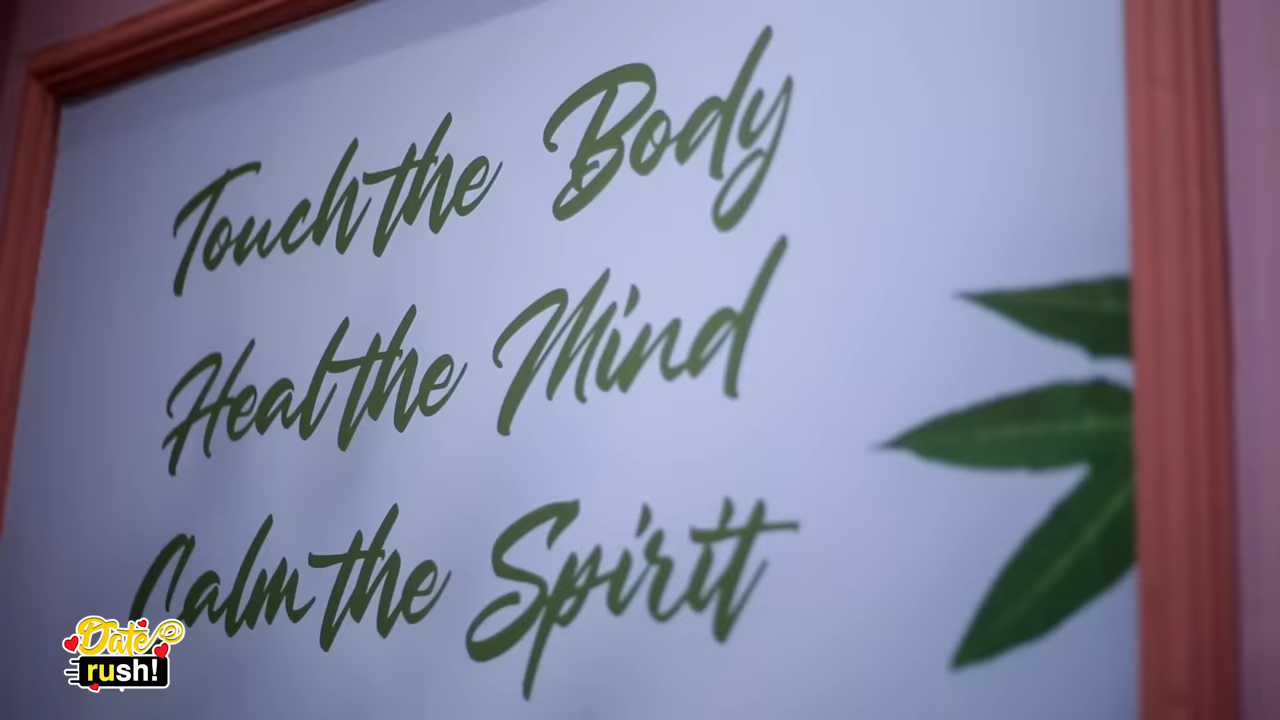 Touch the Body
Heal the Mind
Calm the Spirit
Date
rush!